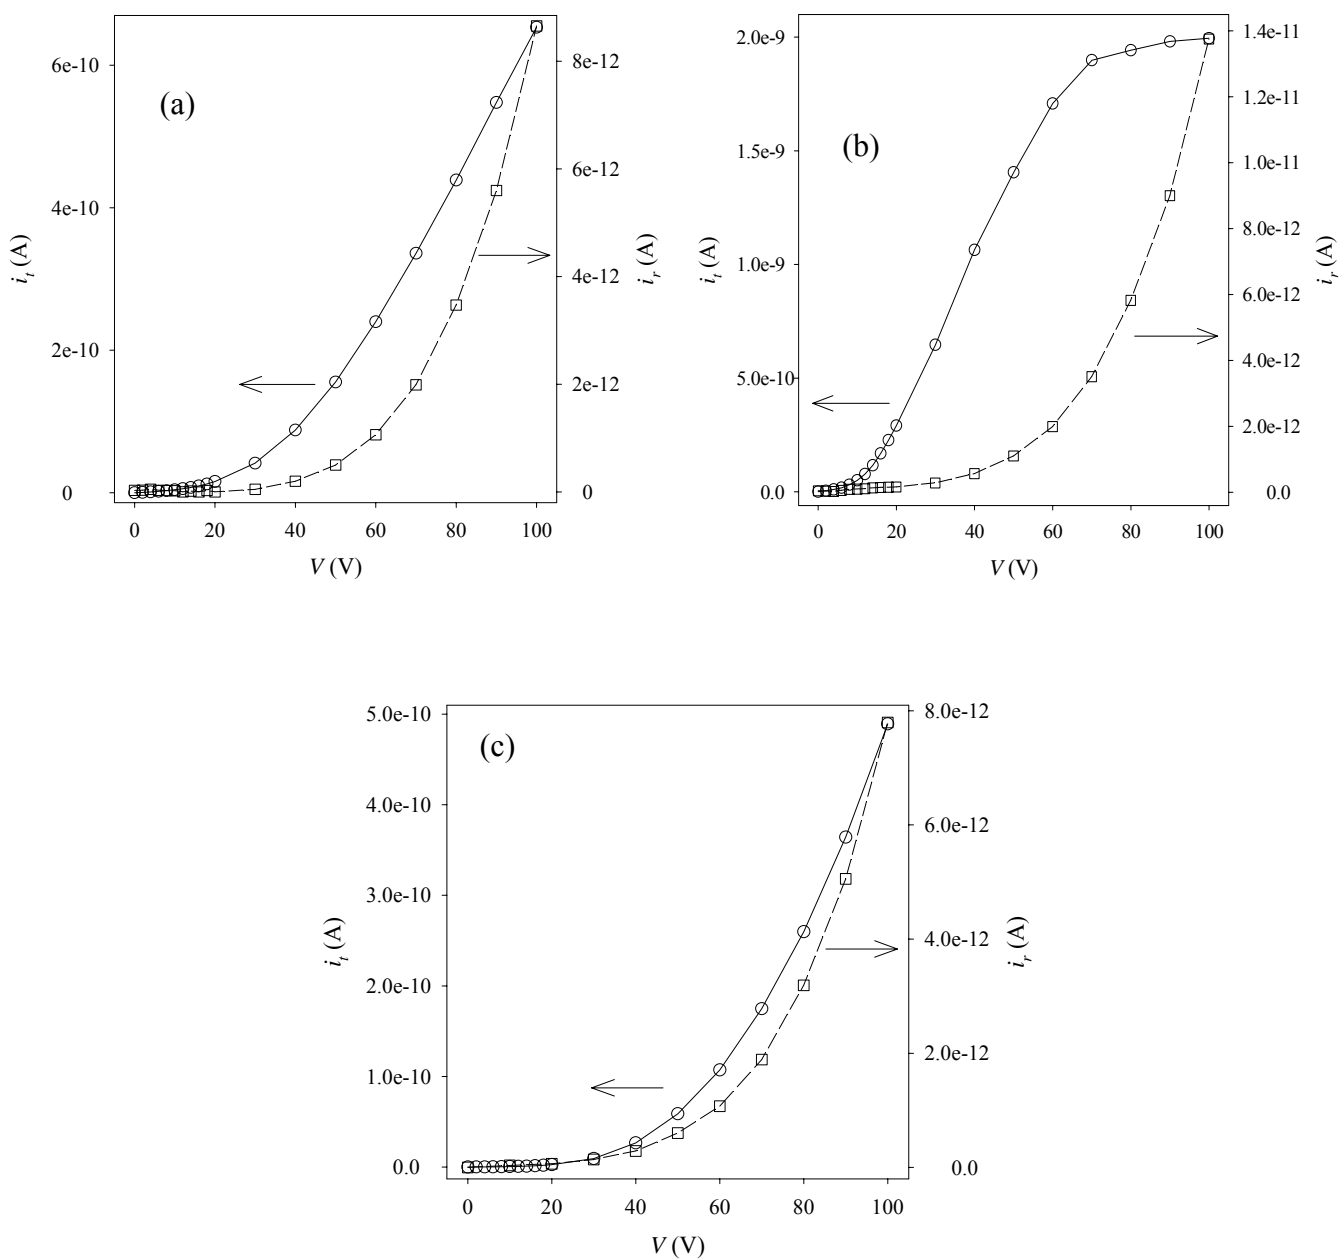 (a)
6e-10
4e-10
2e-10
0
i_t (A)
8e-12
6e-12
4e-12
2e-12
0
i_r (A)
0 20 40 60 80 100
V (V)
(b)
2.0e-9
1.5e-9
1.0e-9
5.0e-10
0.0
i_t (A)
1.4e-11
1.2e-11
1.0e-11
8.0e-12
6.0e-12
4.0e-12
2.0e-12
0.0
i_r (A)
0 20 40 60 80 100
V (V)
(c)
5.0e-10
4.0e-10
3.0e-10
2.0e-10
1.0e-10
0.0
i_t (A)
8.0e-12
6.0e-12
4.0e-12
2.0e-12
0.0
i_r (A)
0 20 40 60 80 100
V (V)